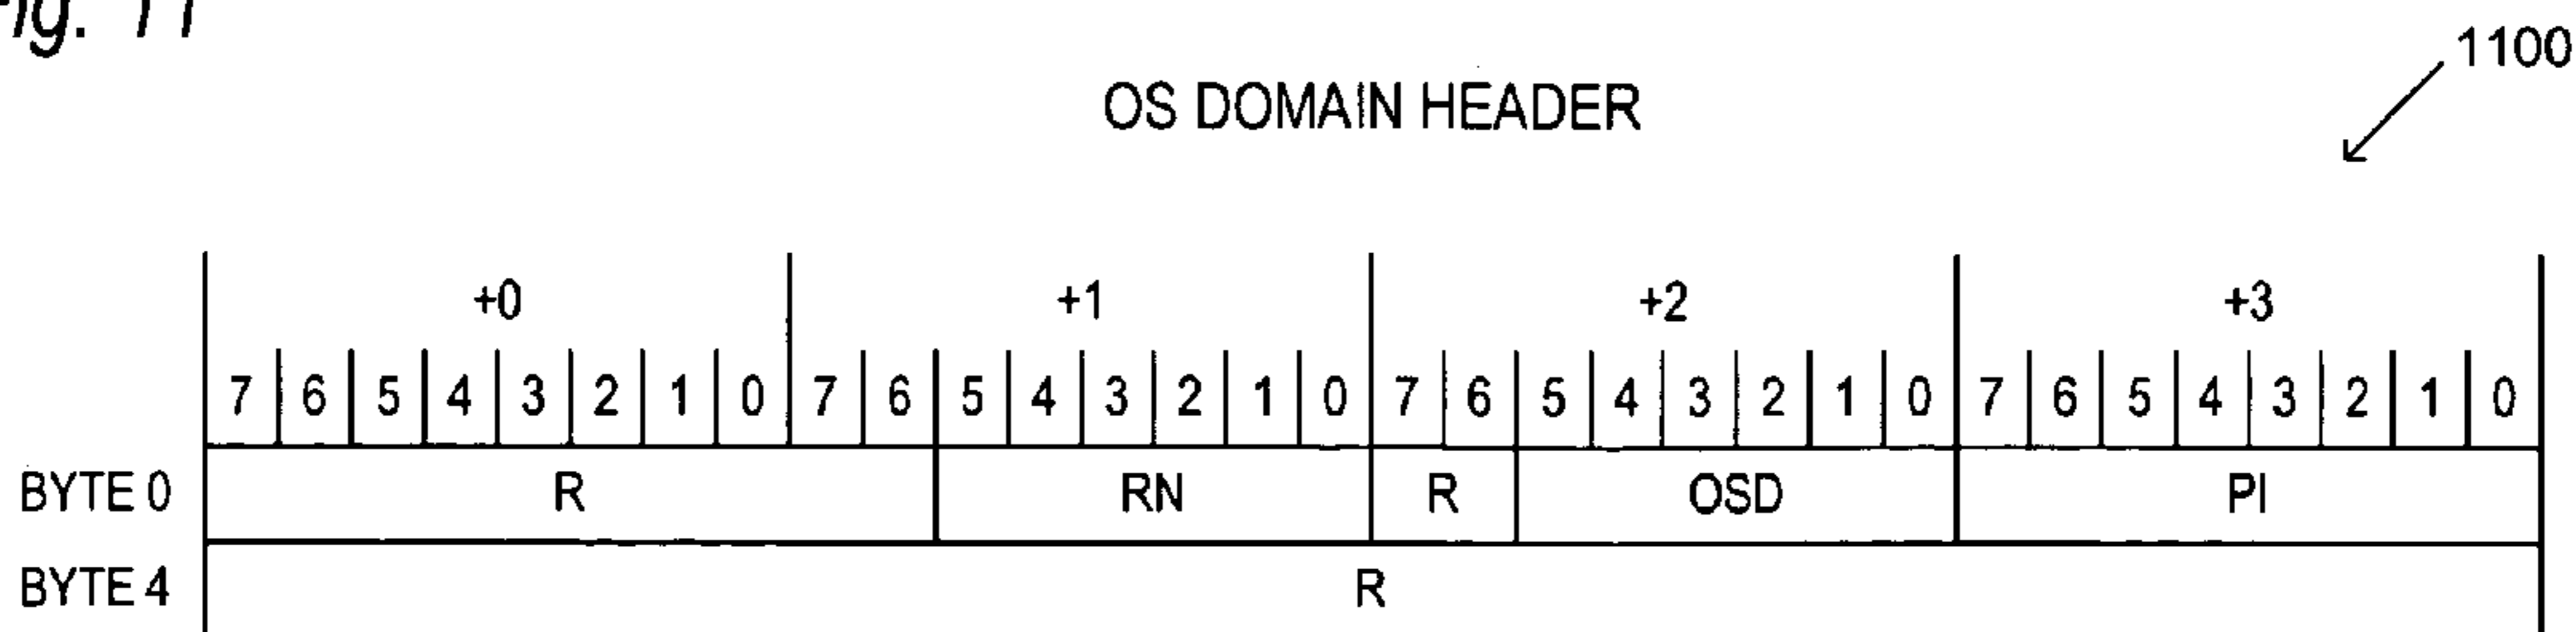 Fig. 11
1100
OS DOMAIN HEADER
+0 +1 +2 +3
7 6 5 4 3 2 1 0 7 6 5 4 3 2 1 0 7 6 5 4 3 2 1 0 7 6 5 4 3 2 1 0
BYTE 0 R RN R OSD PI
BYTE 4 R